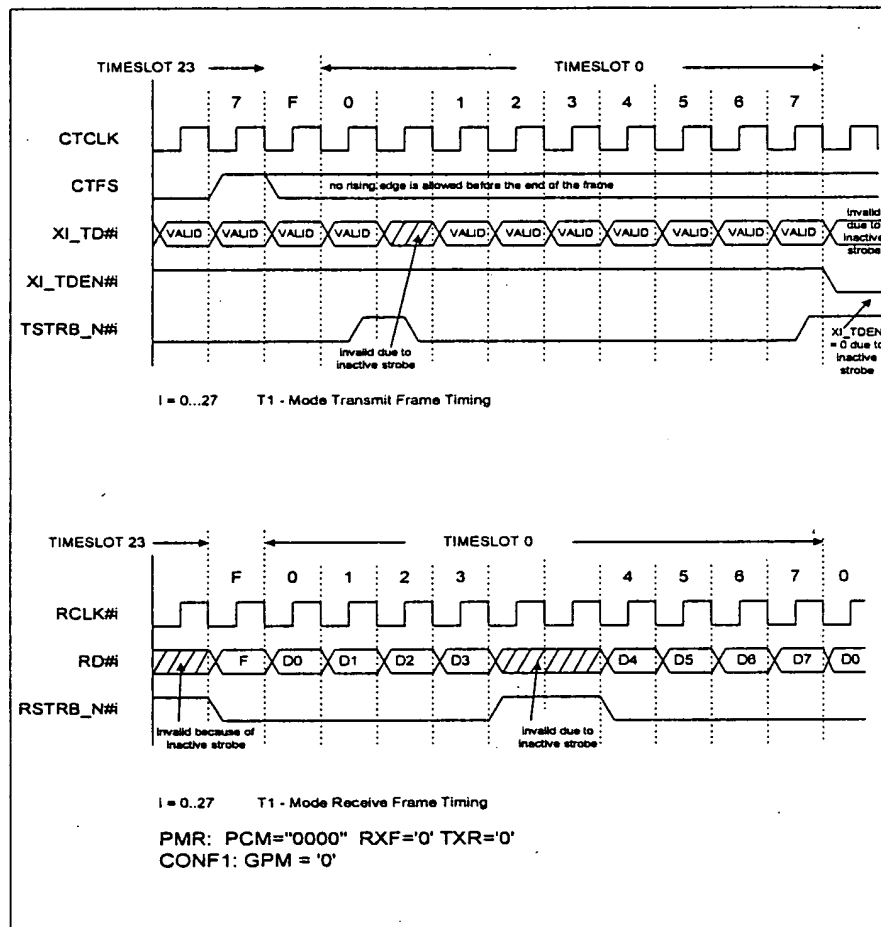 TIMESLOT 23 TIMESLOT 0
7 F 0 1 2 3 4 5 6 7
CTCLK
CTFS
no rising edge is allowed before the end of the frame
XI_TD#i
VALID VALID VALID VALID VALID VALID VALID VALID VALID VALID VALID
invalid due to inactive strobe
XI_TDEN#i
TSTRB_N#i
invalid due to inactive strobe
XI_TDEN = 0 due to inactive strobe
i = 0...27 T1 - Mode Transmit Frame Timing
TIMESLOT 23 TIMESLOT 0
F 0 1 2 3 4 5 6 7 0
RCLK#i
RD#i
F D0 D1 D2 D3 D4 D5 D6 D7 D0
RSTRB_N#i
invalid because of inactive strobe
invalid due to inactive strobe
i = 0..27 T1 - Mode Receive Frame Timing
PMR: PCM="0000" RXF='0' TXR='0'
CONF1: GPM = '0'